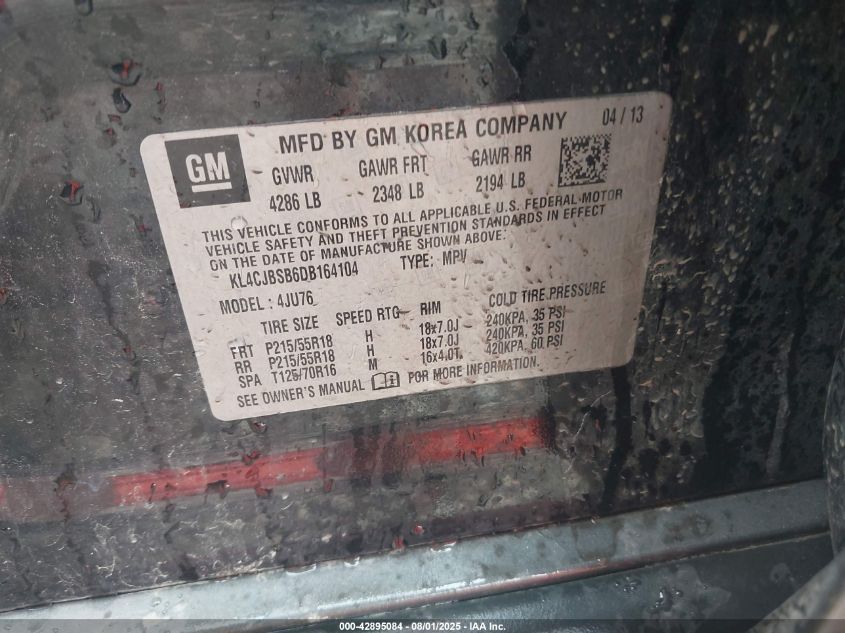 GM
MFD BY GM KOREA COMPANY 04 / 13
GVWR GAWR FRT GAWR RR
4286 LB 2348 LB 2194 LB
THIS VEHICLE CONFORMS TO ALL APPLICABLE U.S. FEDERAL MOTOR
VEHICLE SAFETY AND THEFT PREVENTION STANDARDS IN EFFECT
ON THE DATE OF MANUFACTURE SHOWN ABOVE.
KL4CJBSB6DB164104 TYPE: MPV
MODEL : 4JU76
TIRE SIZE SPEED RTG RIM COLD TIRE PRESSURE
FRT P215/55R18 H 18x7.0J 240KPA, 35 PSI
RR P215/55R18 H 18x7.0J 240KPA, 35 PSI
SPA T125/70R16 M 16x4.0T 420KPA, 60 PSI
SEE OWNER'S MANUAL FOR MORE INFORMATION.
000-42895084 - 08/01/2025 - IAA Inc.